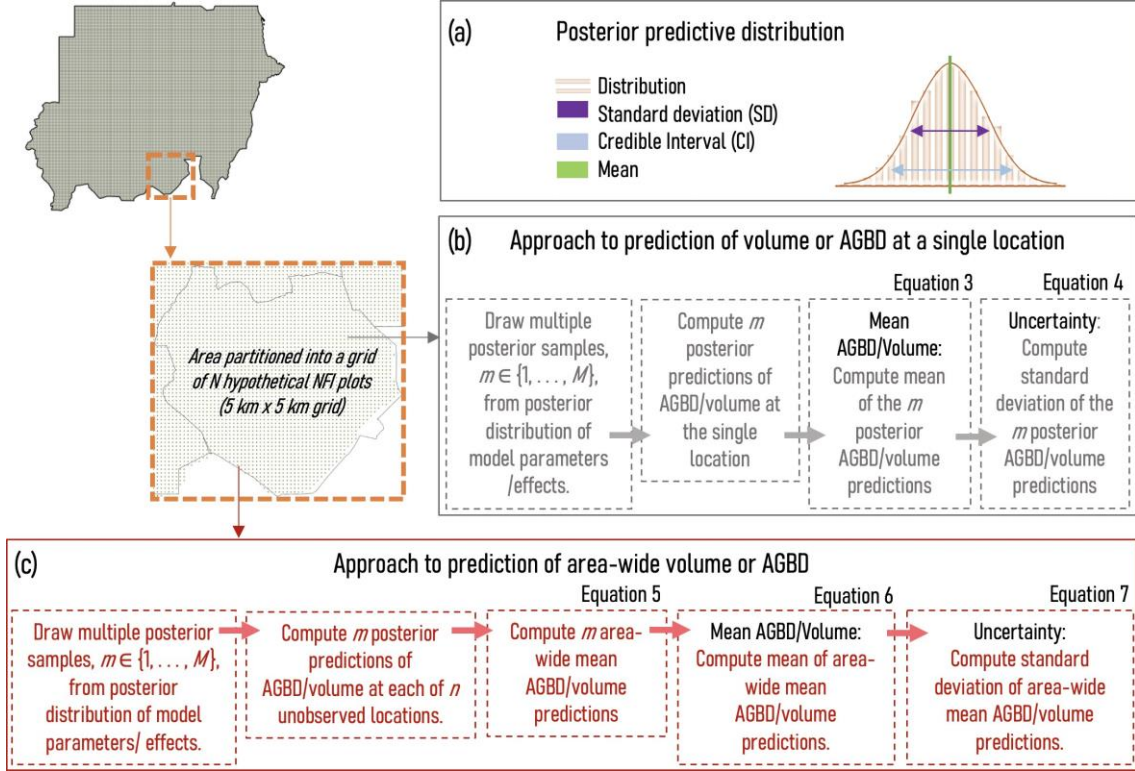 (a)
Posterior predictive distribution
Distribution
Standard deviation (SD)
Credible Interval (CI)
Mean
Area partitioned into a grid
of N hypothetical NFI plots
(5 km x 5 km grid)
(b)
Approach to prediction of volume or AGBD at a single location
Draw multiple
posterior samples,
m ∈ {1, . . . , M},
from posterior
distribution of
model parameters
/effects.
Compute m
posterior
predictions of
AGBD/volume at
the single
location
Equation 3
Mean
AGBD/Volume:
Compute mean
of the m
posterior
AGBD/volume
predictions
Equation 4
Uncertainty:
Compute
standard
deviation of the
m posterior
AGBD/volume
predictions
(c)
Approach to prediction of area-wide volume or AGBD
Draw multiple posterior
samples, m ∈ {1, . . . , M},
from posterior
distribution of model
parameters/ effects.
Compute m posterior
predictions of
AGBD/volume at each of n
unobserved locations.
Equation 5
Compute m area-
wide mean
AGBD/volume
predictions
Equation 6
Mean AGBD/Volume:
Compute mean of area-
wide mean
AGBD/volume
predictions.
Equation 7
Uncertainty:
Compute standard
deviation of area-wide
mean AGBD/volume
predictions.